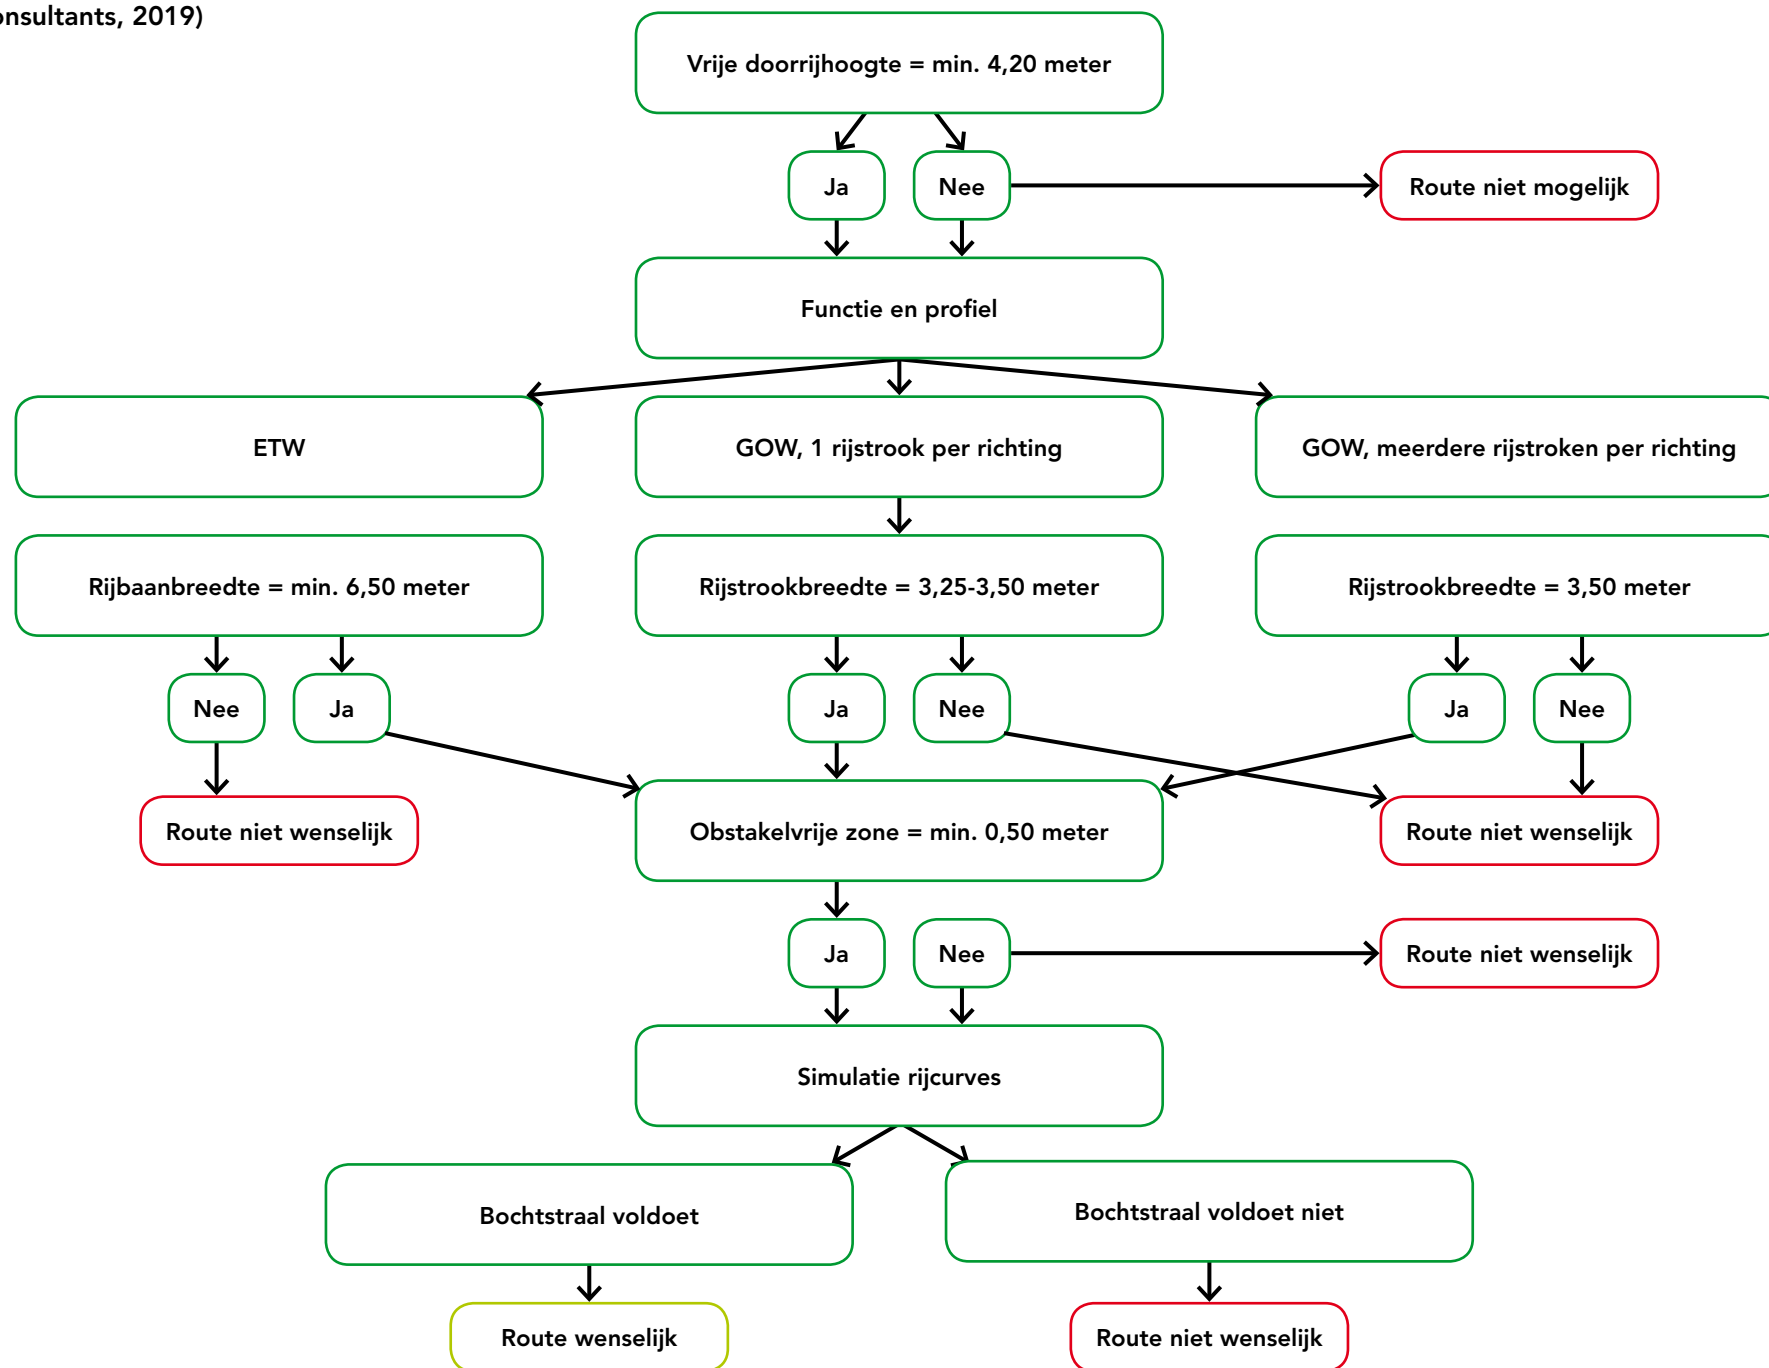 onsultants, 2019)
Vrije doorrijhoogte = min. 4,20 meter
Ja
Nee
Route niet mogelijk
Functie en profiel
ETW
GOW, 1 rijstrook per richting
GOW, meerdere rijstroken per richting
Rijbaanbreedte = min. 6,50 meter
Rijstrookbreedte = 3,25-3,50 meter
Rijstrookbreedte = 3,50 meter
Nee
Ja
Ja
Nee
Ja
Nee
Route niet wenselijk
Obstakelvrije zone = min. 0,50 meter
Route niet wenselijk
Ja
Nee
Route niet wenselijk
Simulatie rijcurves
Bochtstraal voldoet
Bochtstraal voldoet niet
Route wenselijk
Route niet wenselijk